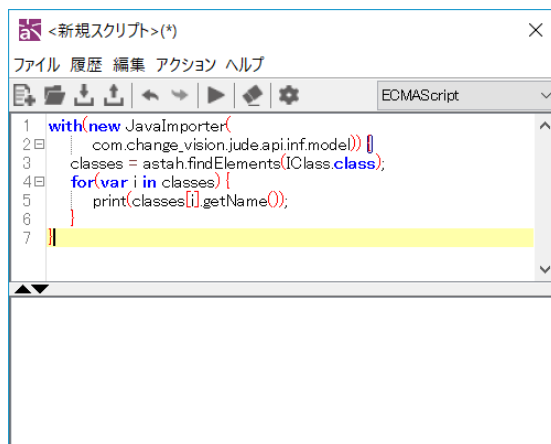 <新規スクリプト>(*)
ファイル 履歴 編集 アクション ヘルプ
ECMAScript
1 with(new JavaImporter(
2 com.change_vision.jude.api.inf.model)) {
3 classes = astah.findElements(IClass.class);
4 for(var i in classes) {
5 print(classes[i].getName());
6 }
7 }